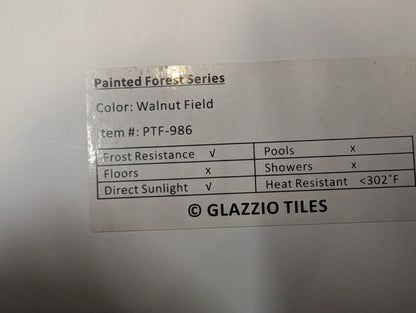 Painted Forest Series
Color: Walnut Field
Item #: PTF-986
Frost Resistance √ Pools x
Floors x Showers x
Direct Sunlight √ Heat Resistant <302˚F
© GLAZZIO TILES